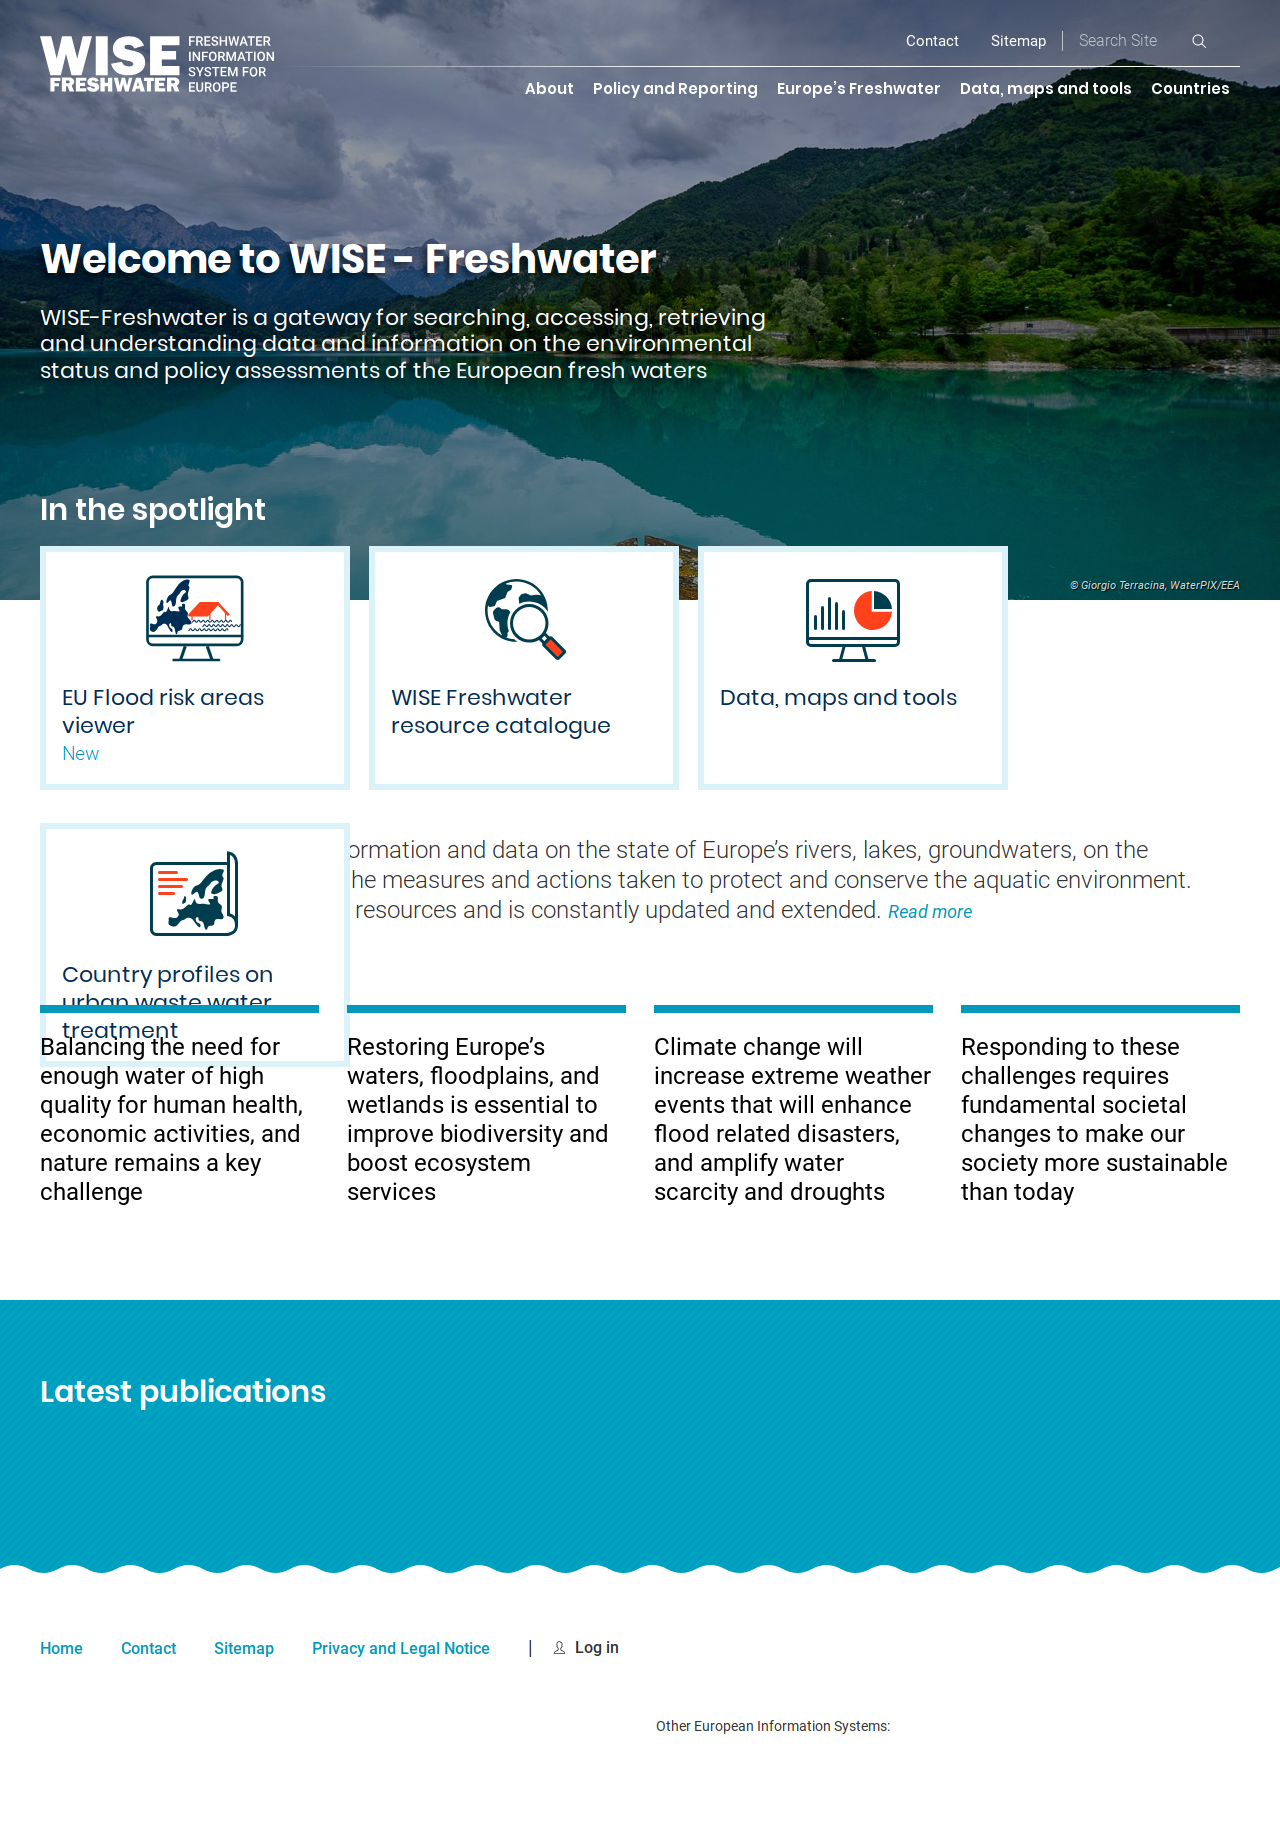 WISE
FRESHWATER
FRESHWATER
INFORMATION
SYSTEM FOR
EUROPE
Contact
Sitemap
Search Site
About
Policy and Reporting
Europe’s Freshwater
Data, maps and tools
Countries
Welcome to WISE - Freshwater
WISE-Freshwater is a gateway for searching, accessing, retrieving
and understanding data and information on the environmental
status and policy assessments of the European fresh waters
In the spotlight
© Giorgio Terracina, WaterPIX/EEA
EU Flood risk areas
viewer
New
WISE Freshwater
resource catalogue
Data, maps and tools
Country profiles on
urban waste water
treatment
ormation and data on the state of Europe’s rivers, lakes, groundwaters, on the
he measures and actions taken to protect and conserve the aquatic environment.
resources and is constantly updated and extended. Read more
Balancing the need for
enough water of high
quality for human health,
economic activities, and
nature remains a key
challenge
Restoring Europe’s
waters, floodplains, and
wetlands is essential to
improve biodiversity and
boost ecosystem
services
Climate change will
increase extreme weather
events that will enhance
flood related disasters,
and amplify water
scarcity and droughts
Responding to these
challenges requires
fundamental societal
changes to make our
society more sustainable
than today
Latest publications
Home
Contact
Sitemap
Privacy and Legal Notice
Log in
Other European Information Systems: